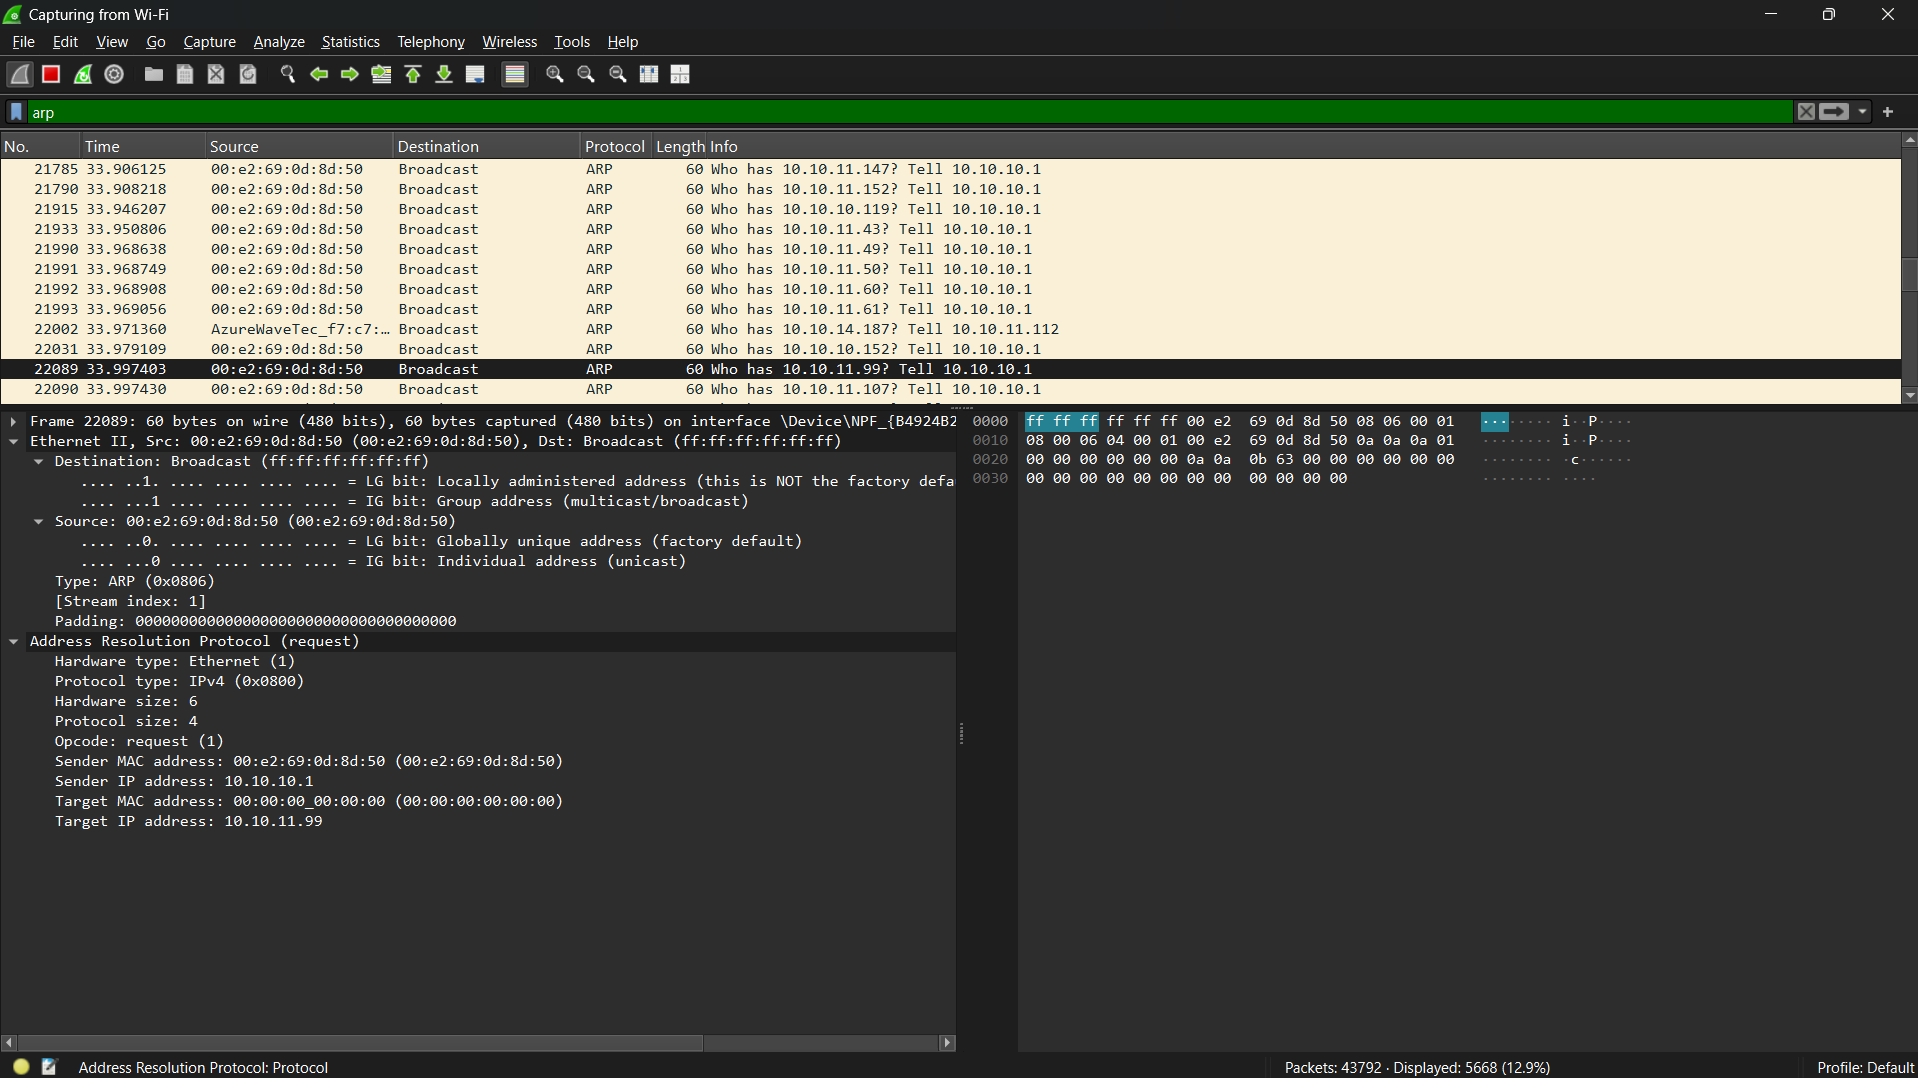 Capturing from Wi-Fi
File Edit View Go Capture Analyze Statistics Telephony Wireless Tools Help
arp
No. Time Source Destination Protocol Length Info
21785 33.906125 00:e2:69:0d:8d:50 Broadcast ARP 60 Who has 10.10.11.147? Tell 10.10.10.1
21790 33.908218 00:e2:69:0d:8d:50 Broadcast ARP 60 Who has 10.10.11.152? Tell 10.10.10.1
21915 33.946207 00:e2:69:0d:8d:50 Broadcast ARP 60 Who has 10.10.10.119? Tell 10.10.10.1
21933 33.950806 00:e2:69:0d:8d:50 Broadcast ARP 60 Who has 10.10.11.43? Tell 10.10.10.1
21990 33.968638 00:e2:69:0d:8d:50 Broadcast ARP 60 Who has 10.10.11.49? Tell 10.10.10.1
21991 33.968749 00:e2:69:0d:8d:50 Broadcast ARP 60 Who has 10.10.11.50? Tell 10.10.10.1
21992 33.968908 00:e2:69:0d:8d:50 Broadcast ARP 60 Who has 10.10.11.60? Tell 10.10.10.1
21993 33.969056 00:e2:69:0d:8d:50 Broadcast ARP 60 Who has 10.10.11.61? Tell 10.10.10.1
22002 33.971360 AzureWaveTec_f7:c7:… Broadcast ARP 60 Who has 10.10.14.187? Tell 10.10.11.112
22031 33.979109 00:e2:69:0d:8d:50 Broadcast ARP 60 Who has 10.10.10.152? Tell 10.10.10.1
22089 33.997403 00:e2:69:0d:8d:50 Broadcast ARP 60 Who has 10.10.11.99? Tell 10.10.10.1
22090 33.997430 00:e2:69:0d:8d:50 Broadcast ARP 60 Who has 10.10.11.107? Tell 10.10.10.1
Frame 22089: 60 bytes on wire (480 bits), 60 bytes captured (480 bits) on interface \Device\NPF_{B4924B2
Ethernet II, Src: 00:e2:69:0d:8d:50 (00:e2:69:0d:8d:50), Dst: Broadcast (ff:ff:ff:ff:ff:ff)
Destination: Broadcast (ff:ff:ff:ff:ff:ff)
.... ..1. .... .... .... .... = LG bit: Locally administered address (this is NOT the factory defa
.... ...1 .... .... .... .... = IG bit: Group address (multicast/broadcast)
Source: 00:e2:69:0d:8d:50 (00:e2:69:0d:8d:50)
.... ..0. .... .... .... .... = LG bit: Globally unique address (factory default)
.... ...0 .... .... .... .... = IG bit: Individual address (unicast)
Type: ARP (0x0806)
[Stream index: 1]
Padding: 000000000000000000000000000000000000
Address Resolution Protocol (request)
Hardware type: Ethernet (1)
Protocol type: IPv4 (0x0800)
Hardware size: 6
Protocol size: 4
Opcode: request (1)
Sender MAC address: 00:e2:69:0d:8d:50 (00:e2:69:0d:8d:50)
Sender IP address: 10.10.10.1
Target MAC address: 00:00:00_00:00:00 (00:00:00:00:00:00)
Target IP address: 10.10.11.99
0000 ff ff ff ff ff ff 00 e2 69 0d 8d 50 08 06 00 01 ········ i··P····
0010 08 00 06 04 00 01 00 e2 69 0d 8d 50 0a 0a 0a 01 ········ i··P····
0020 00 00 00 00 00 00 0a 0a 0b 63 00 00 00 00 00 00 ········ ·c······
0030 00 00 00 00 00 00 00 00 00 00 00 00 ········ ····
Address Resolution Protocol: Protocol
Packets: 43792 · Displayed: 5668 (12.9%)
Profile: Default